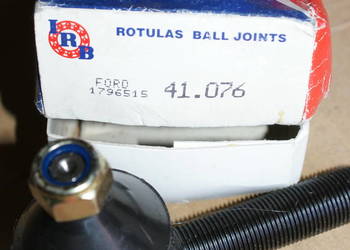 IRB
ROTULAS BALL JOINTS
FORD
1796515 41.076